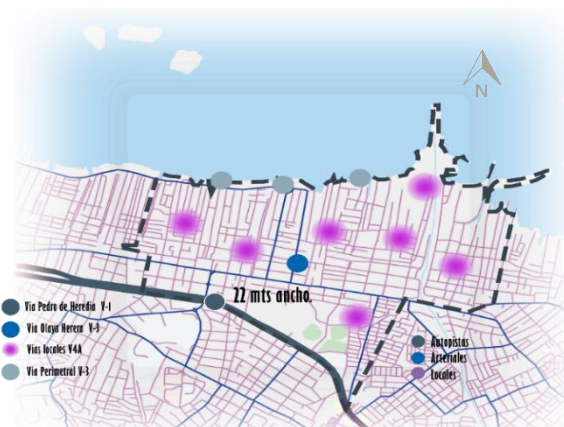 N
22 mts ancho.
Via Pedro de Heredia V-1
Via Olaya Herera V-3
Vias locales V4A
Via Perimetral V-3
Autopistas
Arteriales
Locales